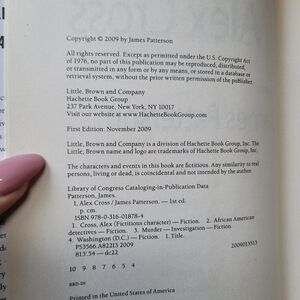 Copyright © 2009 by James Patterson
All rights reserved. Except as permitted under the U.S. Copyright Act
of 1976, no part of this publication may be reproduced, distributed,
or transmitted in any form or by any means, or stored in a database or
retrieval system, without the prior written permission of the publisher.
Little, Brown and Company
Hachette Book Group
237 Park Avenue, New York, NY 10017
Visit our website at www.HachetteBookGroup.com
First Edition: November 2009
Little, Brown and Company is a division of Hachette Book Group, Inc. The
Little, Brown name and logo are trademarks of Hachette Book Group, Inc.
The characters and events in this book are fictitious. Any similarity to real
persons, living or dead, is coincidental and not intended by the author.
Library of Congress Cataloging-in-Publication Data
Patterson, James.
I, Alex Cross / James Patterson. — 1st ed.
p. cm.
ISBN 978-0-316-01878-4
1. Cross, Alex (Fictitious character) — Fiction. 2. African American
detectives — Fiction. 3. Murder — Investigation — Fiction.
4. Washington (D.C.) — Fiction. I. Title.
PS3566.A822I3 2009
813'.54 — dc22 2009013513
10 9 8 7 6 5 4
RRD-IN
Printed in the United States of America